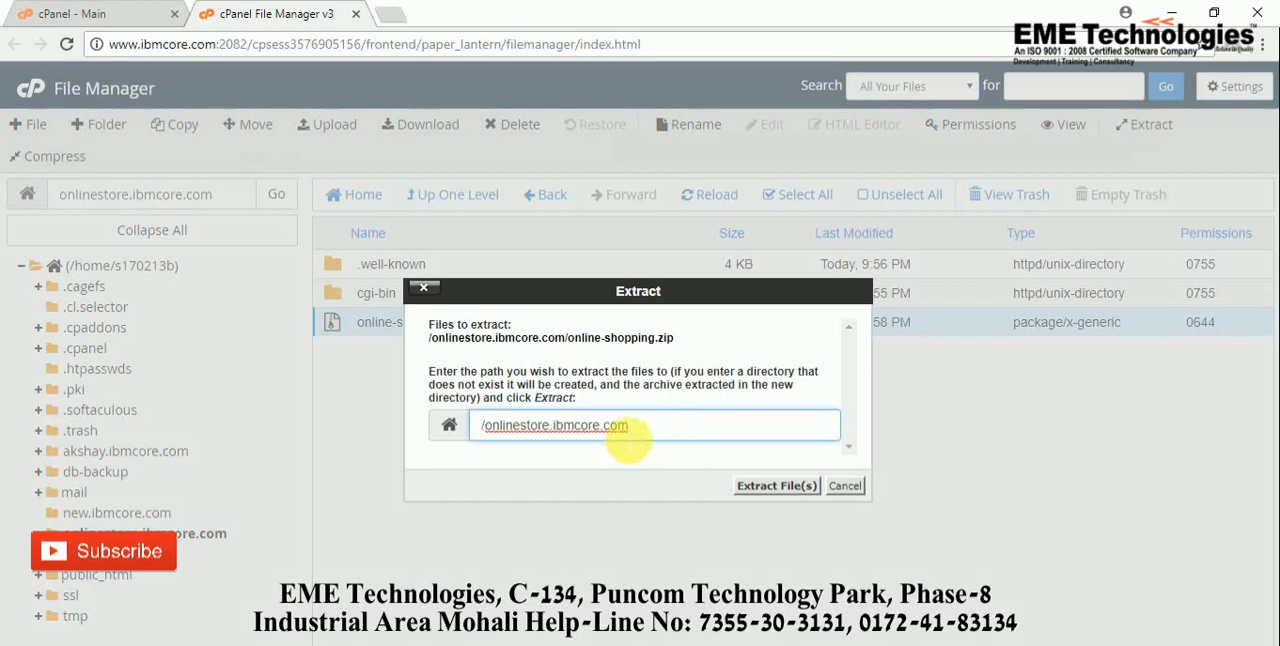 cPanel - Main
cPanel File Manager v3
www.ibmcore.com:2082/cpsess3576905156/frontend/paper_lantern/filemanager/index.html
EME Technologies
An ISO 9001 : 2008 Certified Software Company
Development | Training | Consultancy
cP File Manager
Search All Your Files for Go Settings
File Folder Copy Move Upload Download Delete Restore Rename Edit HTML Editor Permissions View Extract
Compress
onlinestore.ibmcore.com Go
Home Up One Level Back Forward Reload Select All Unselect All View Trash Empty Trash
Collapse All
Name Size Last Modified Type Permissions
(/home/s170213b)
.cagefs
.cl.selector
.cpaddons
.cpanel
.htpasswds
.pki
.softaculous
.trash
akshay.ibmcore.com
db-backup
mail
new.ibmcore.com
ore.com
public_html
ssl
tmp
.well-known 4 KB Today, 9:56 PM httpd/unix-directory 0755
cgi-bin 55 PM httpd/unix-directory 0755
online-s 58 PM package/x-generic 0644
Extract
Files to extract:
/onlinestore.ibmcore.com/online-shopping.zip
Enter the path you wish to extract the files to (if you enter a directory that
does not exist it will be created, and the archive extracted in the new
directory) and click Extract:
/onlinestore.ibmcore.com
Extract File(s) Cancel
Subscribe
EME Technologies, C-134, Puncom Technology Park, Phase-8
Industrial Area Mohali Help-Line No: 7355-30-3131, 0172-41-83134